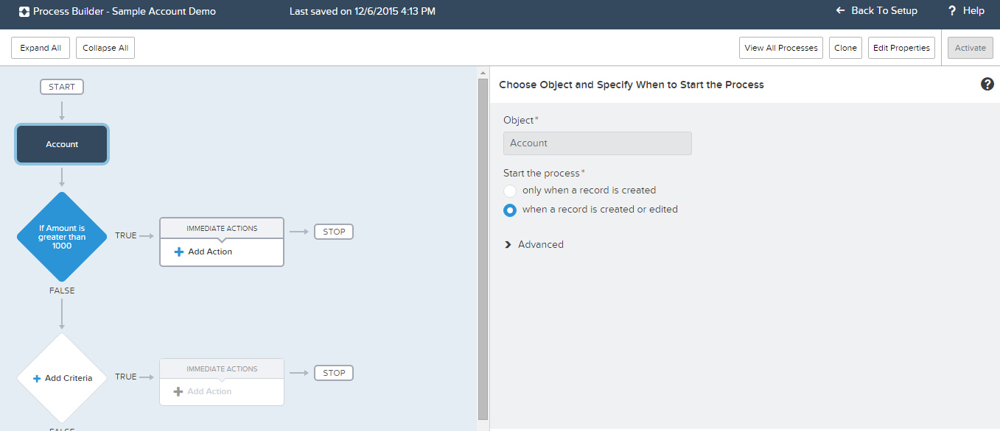 Process Builder - Sample Account Demo
Last saved on 12/6/2015 4:13 PM
Back To Setup
? Help
Expand All
Collapse All
View All Processes
Clone
Edit Properties
Activate
START
Account
If Amount is
greater than
1000
TRUE
IMMEDIATE ACTIONS
Add Action
STOP
FALSE
Add Criteria
TRUE
IMMEDIATE ACTIONS
Add Action
STOP
FALSE
Choose Object and Specify When to Start the Process
?
Object*
Account
Start the process*
only when a record is created
when a record is created or edited
Advanced